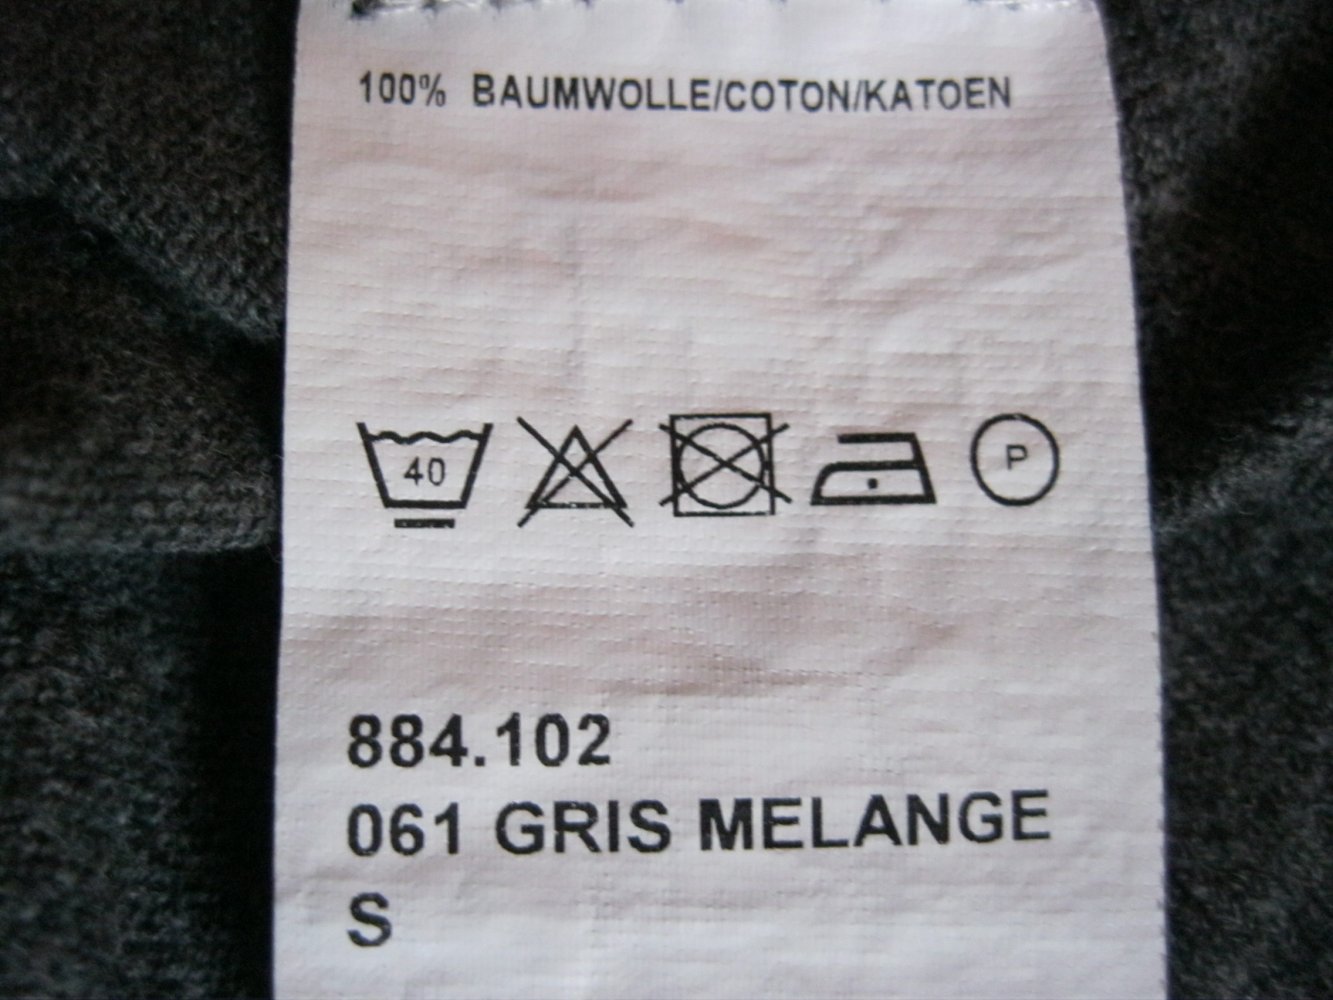 100% BAUMWOLLE/COTON/KATOEN
40 P
884.102
061 GRIS MELANGE
S